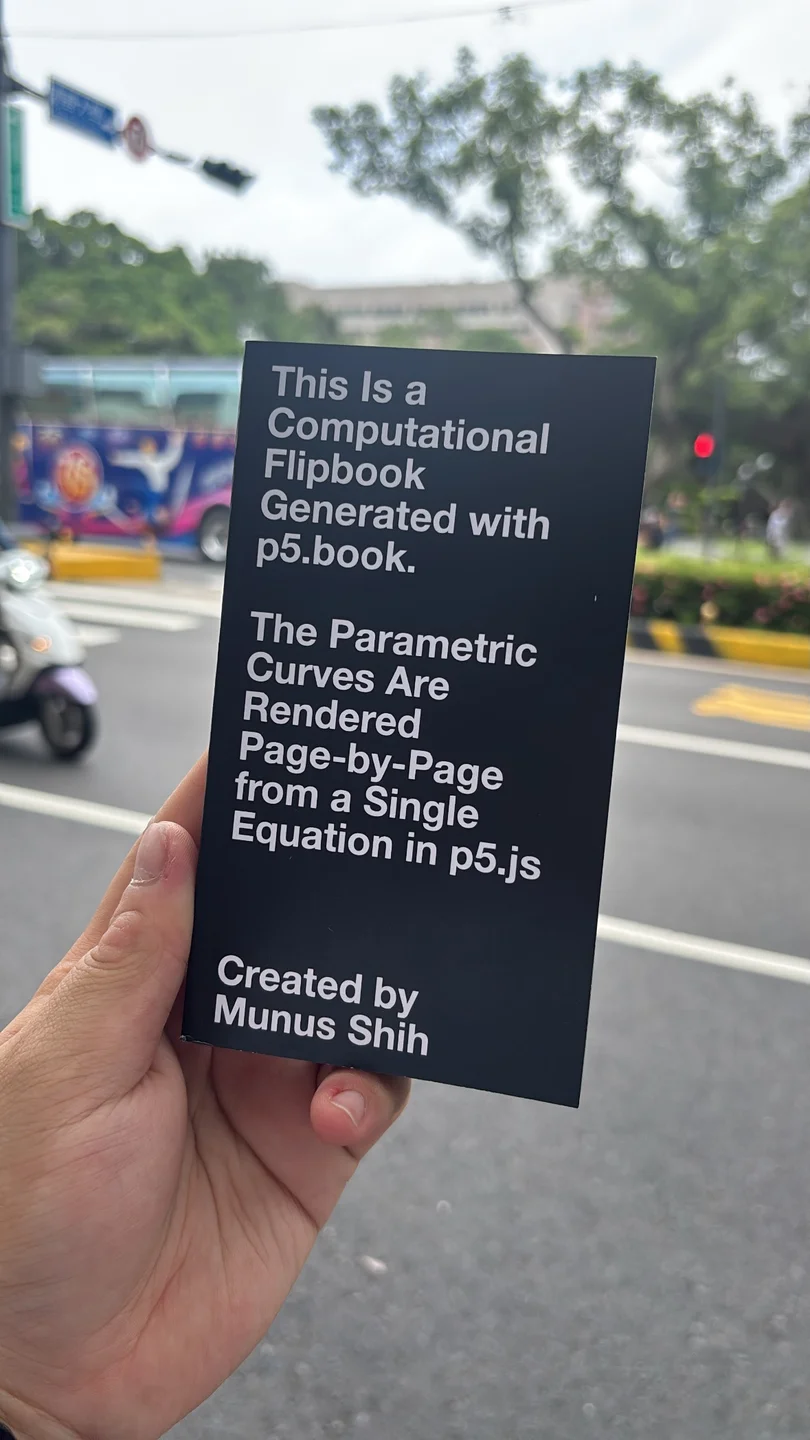 This Is a
Computational
Flipbook
Generated with
p5.book.
The Parametric
Curves Are
Rendered
Page-by-Page
from a Single
Equation in p5.js
Created by
Munus Shih